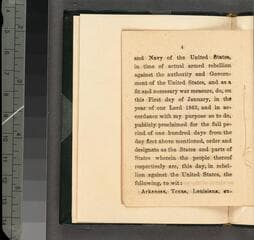 4
and Navy of the United States,
in time of actual armed rebellion
against the authority and Govern-
ment of the United States, and as a
fit and necessary war measure, do, on
this First day of January, in the
year of our Lord 1863, and in ac-
cordance with my purpose so to do,
publicly proclaimed for the full pe-
riod of one hundred days from the
day first above mentioned, order and
designate as the States and parts of
States wherein the people thereof
respectively are, this day, in rebel-
lion against the United States, the
following, to wit:
Arkansas, Texas, Louisiana, ex-